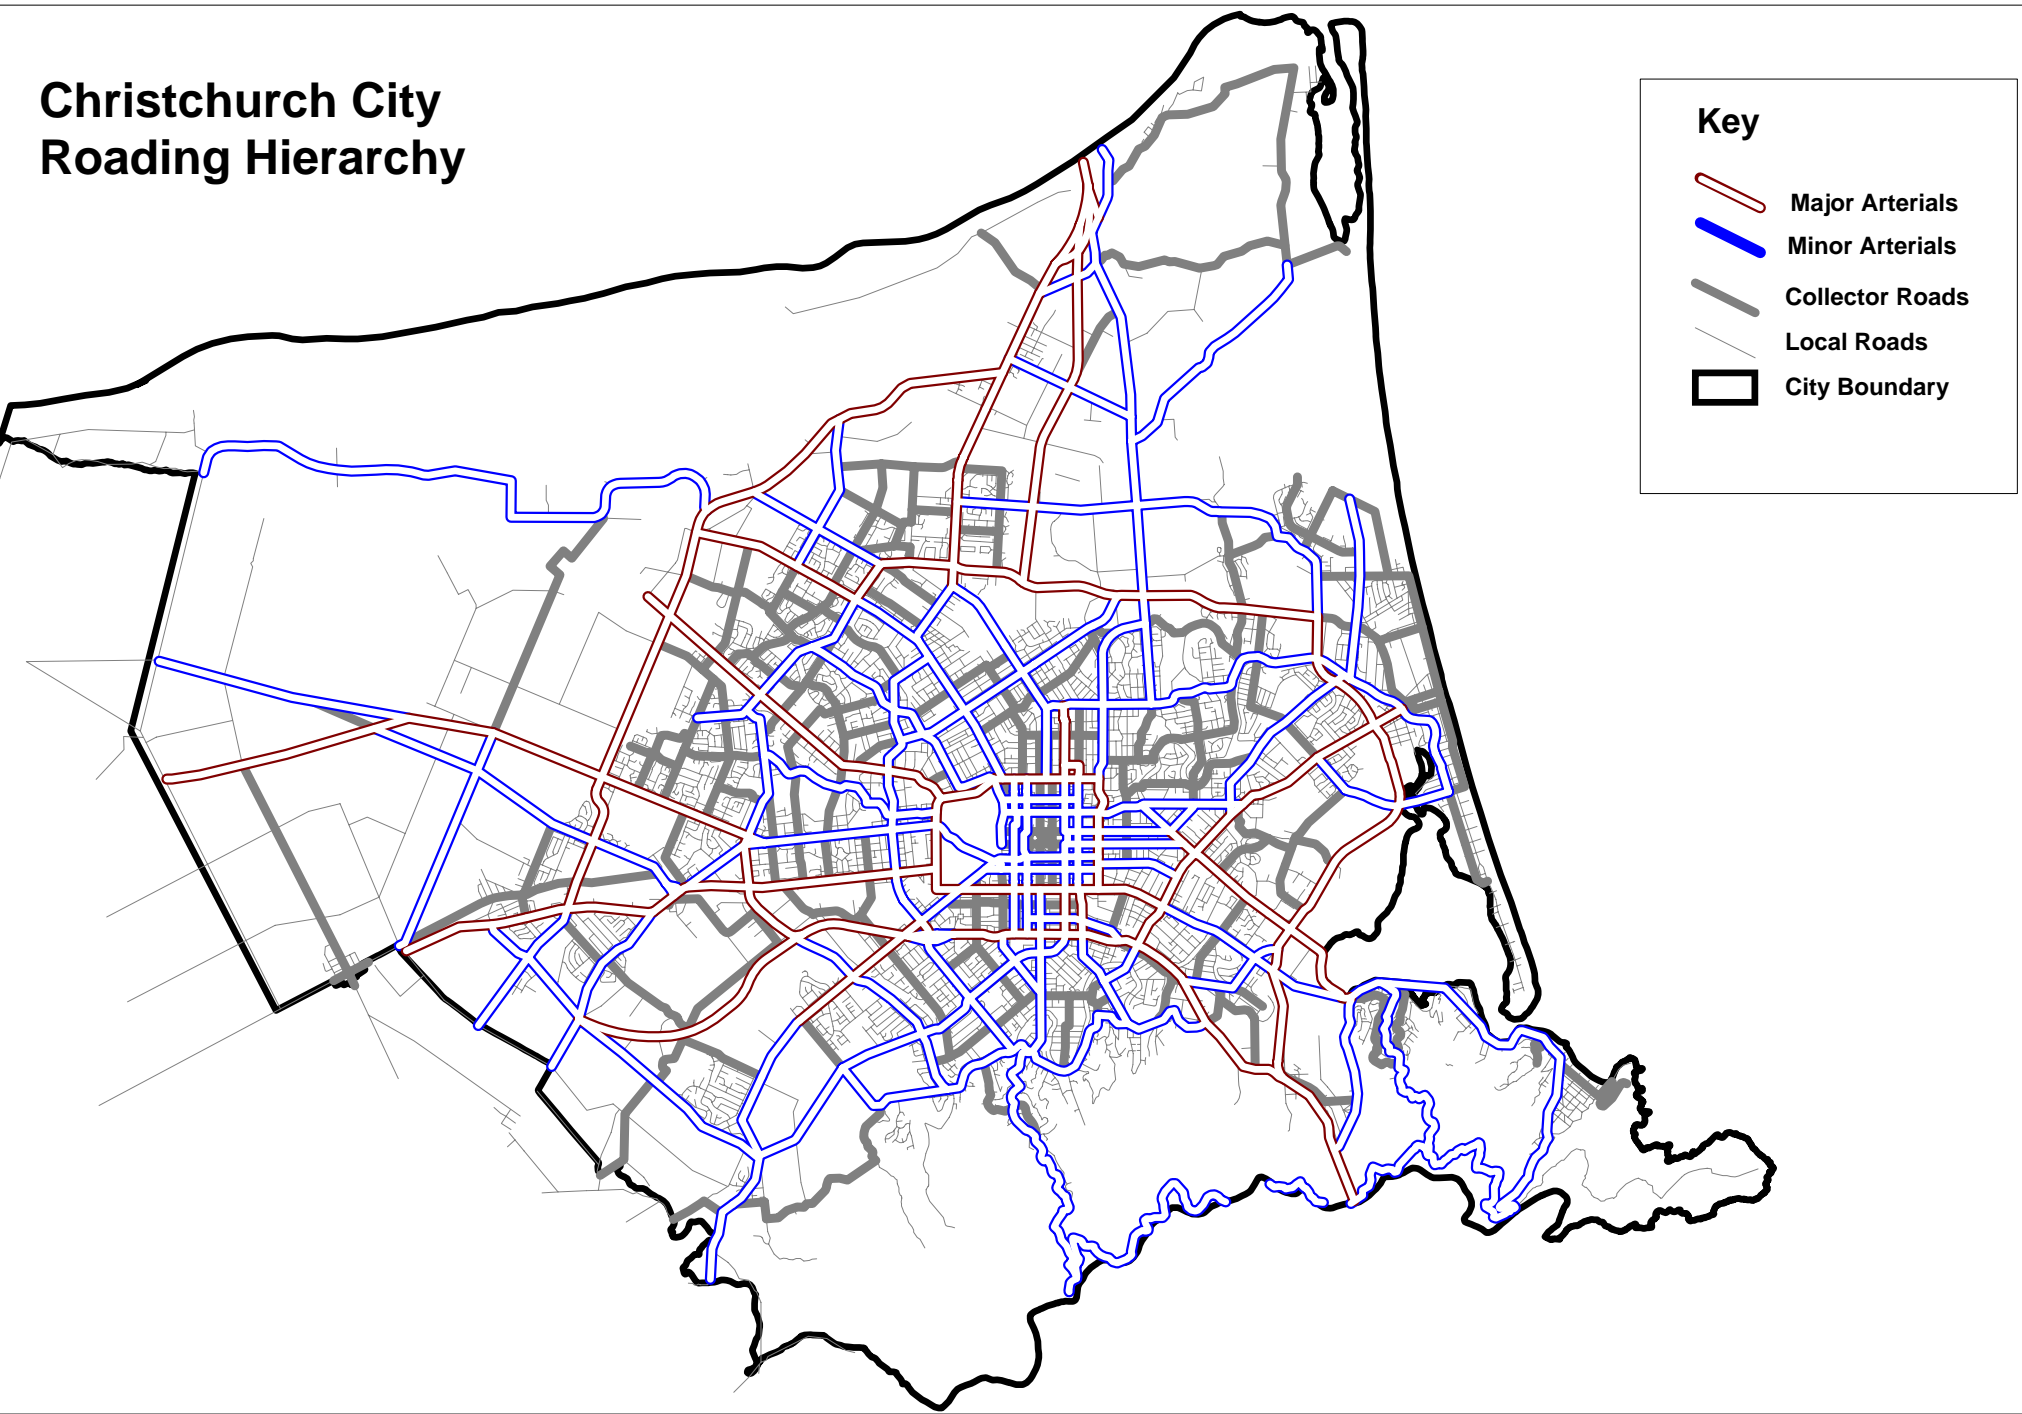 Christchurch City
Roading Hierarchy
Key
Major Arterials
Minor Arterials
Collector Roads
Local Roads
City Boundary